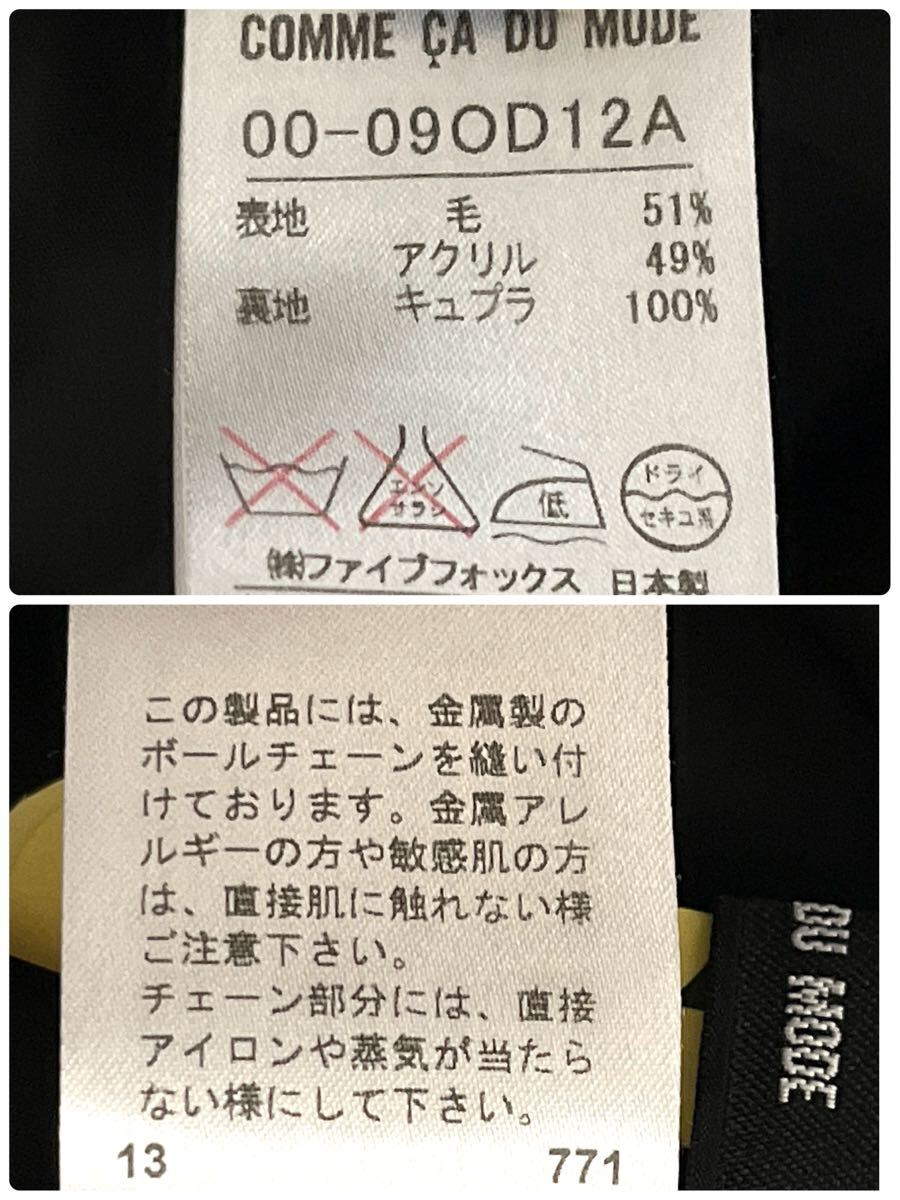 COMME ÇA DU MODE
00-09OD12A
表地 毛 51%
アクリル 49%
裏地 キュプラ 100%
エンソ
サラシ
低
ドライ
セキユ系
㈱ファイブフォックス 日本製
この製品には、金属製の
ボールチェーンを縫い付
けております。金属アレ
ルギーの方や敏感肌の方
は、直接肌に触れない様
ご注意下さい。
チェーン部分には、直接
アイロンや蒸気が当たら
ない様にして下さい。
13 771
DU MODE